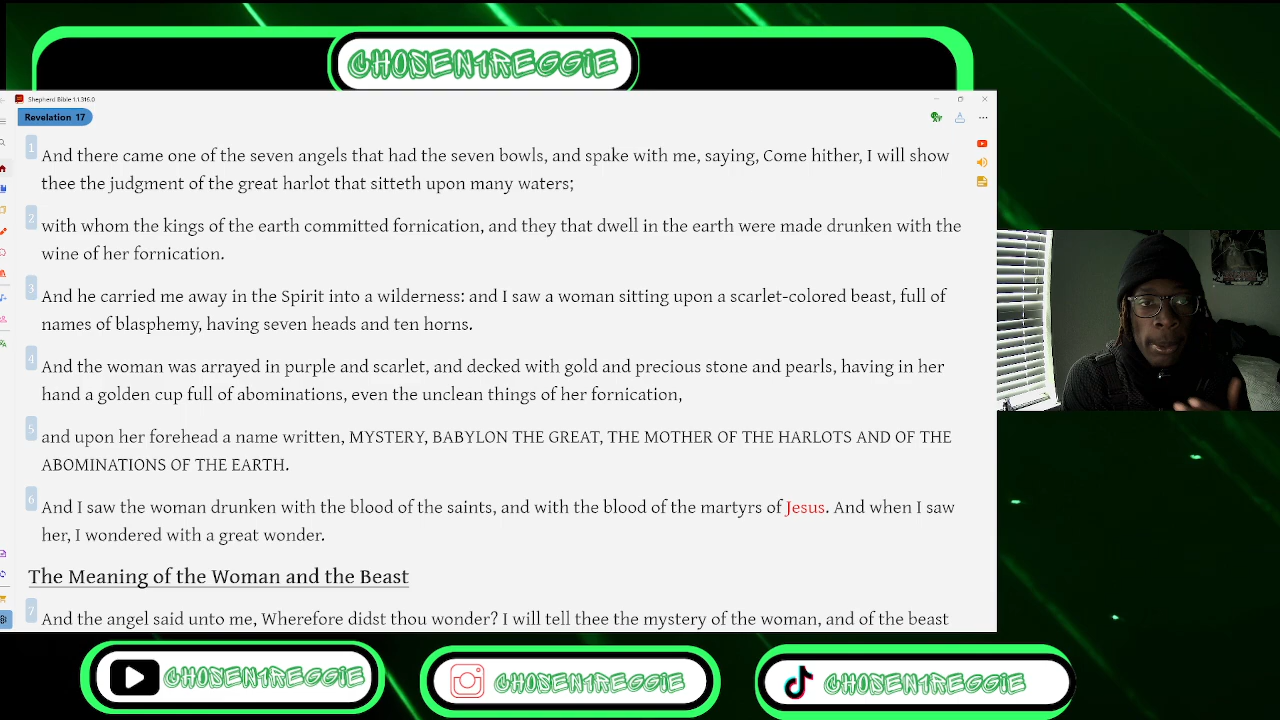 CHOSEN1REGGIE
Shepherd Bible 1.1.316.0
Revelation 17
1 And there came one of the seven angels that had the seven bowls, and spake with me, saying, Come hither, I will show
thee the judgment of the great harlot that sitteth upon many waters;
2 with whom the kings of the earth committed fornication, and they that dwell in the earth were made drunken with the
wine of her fornication.
3 And he carried me away in the Spirit into a wilderness: and I saw a woman sitting upon a scarlet-colored beast, full of
names of blasphemy, having seven heads and ten horns.
4 And the woman was arrayed in purple and scarlet, and decked with gold and precious stone and pearls, having in her
hand a golden cup full of abominations, even the unclean things of her fornication,
5 and upon her forehead a name written, MYSTERY, BABYLON THE GREAT, THE MOTHER OF THE HARLOTS AND OF THE
ABOMINATIONS OF THE EARTH.
6 And I saw the woman drunken with the blood of the saints, and with the blood of the martyrs of Jesus. And when I saw
her, I wondered with a great wonder.
The Meaning of the Woman and the Beast
7 And the angel said unto me, Wherefore didst thou wonder? I will tell thee the mystery of the woman, and of the beast
CHOSEN1REGGIE
CHOSEN1REGGIE
CHOSEN1REGGIE